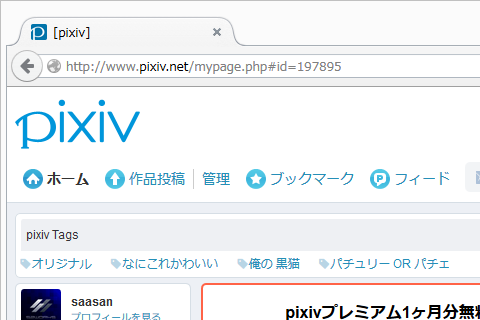 [pixiv]
http://www.pixiv.net/mypage.php#id=197895
pixiv
ホーム 作品投稿 管理 ブックマーク フィード
pixiv Tags
オリジナル なにこれかわいい 俺の 黒猫 パチュリー OR パチェ
saasan
プロフィールを見る
pixivプレミアム1ヶ月分無料